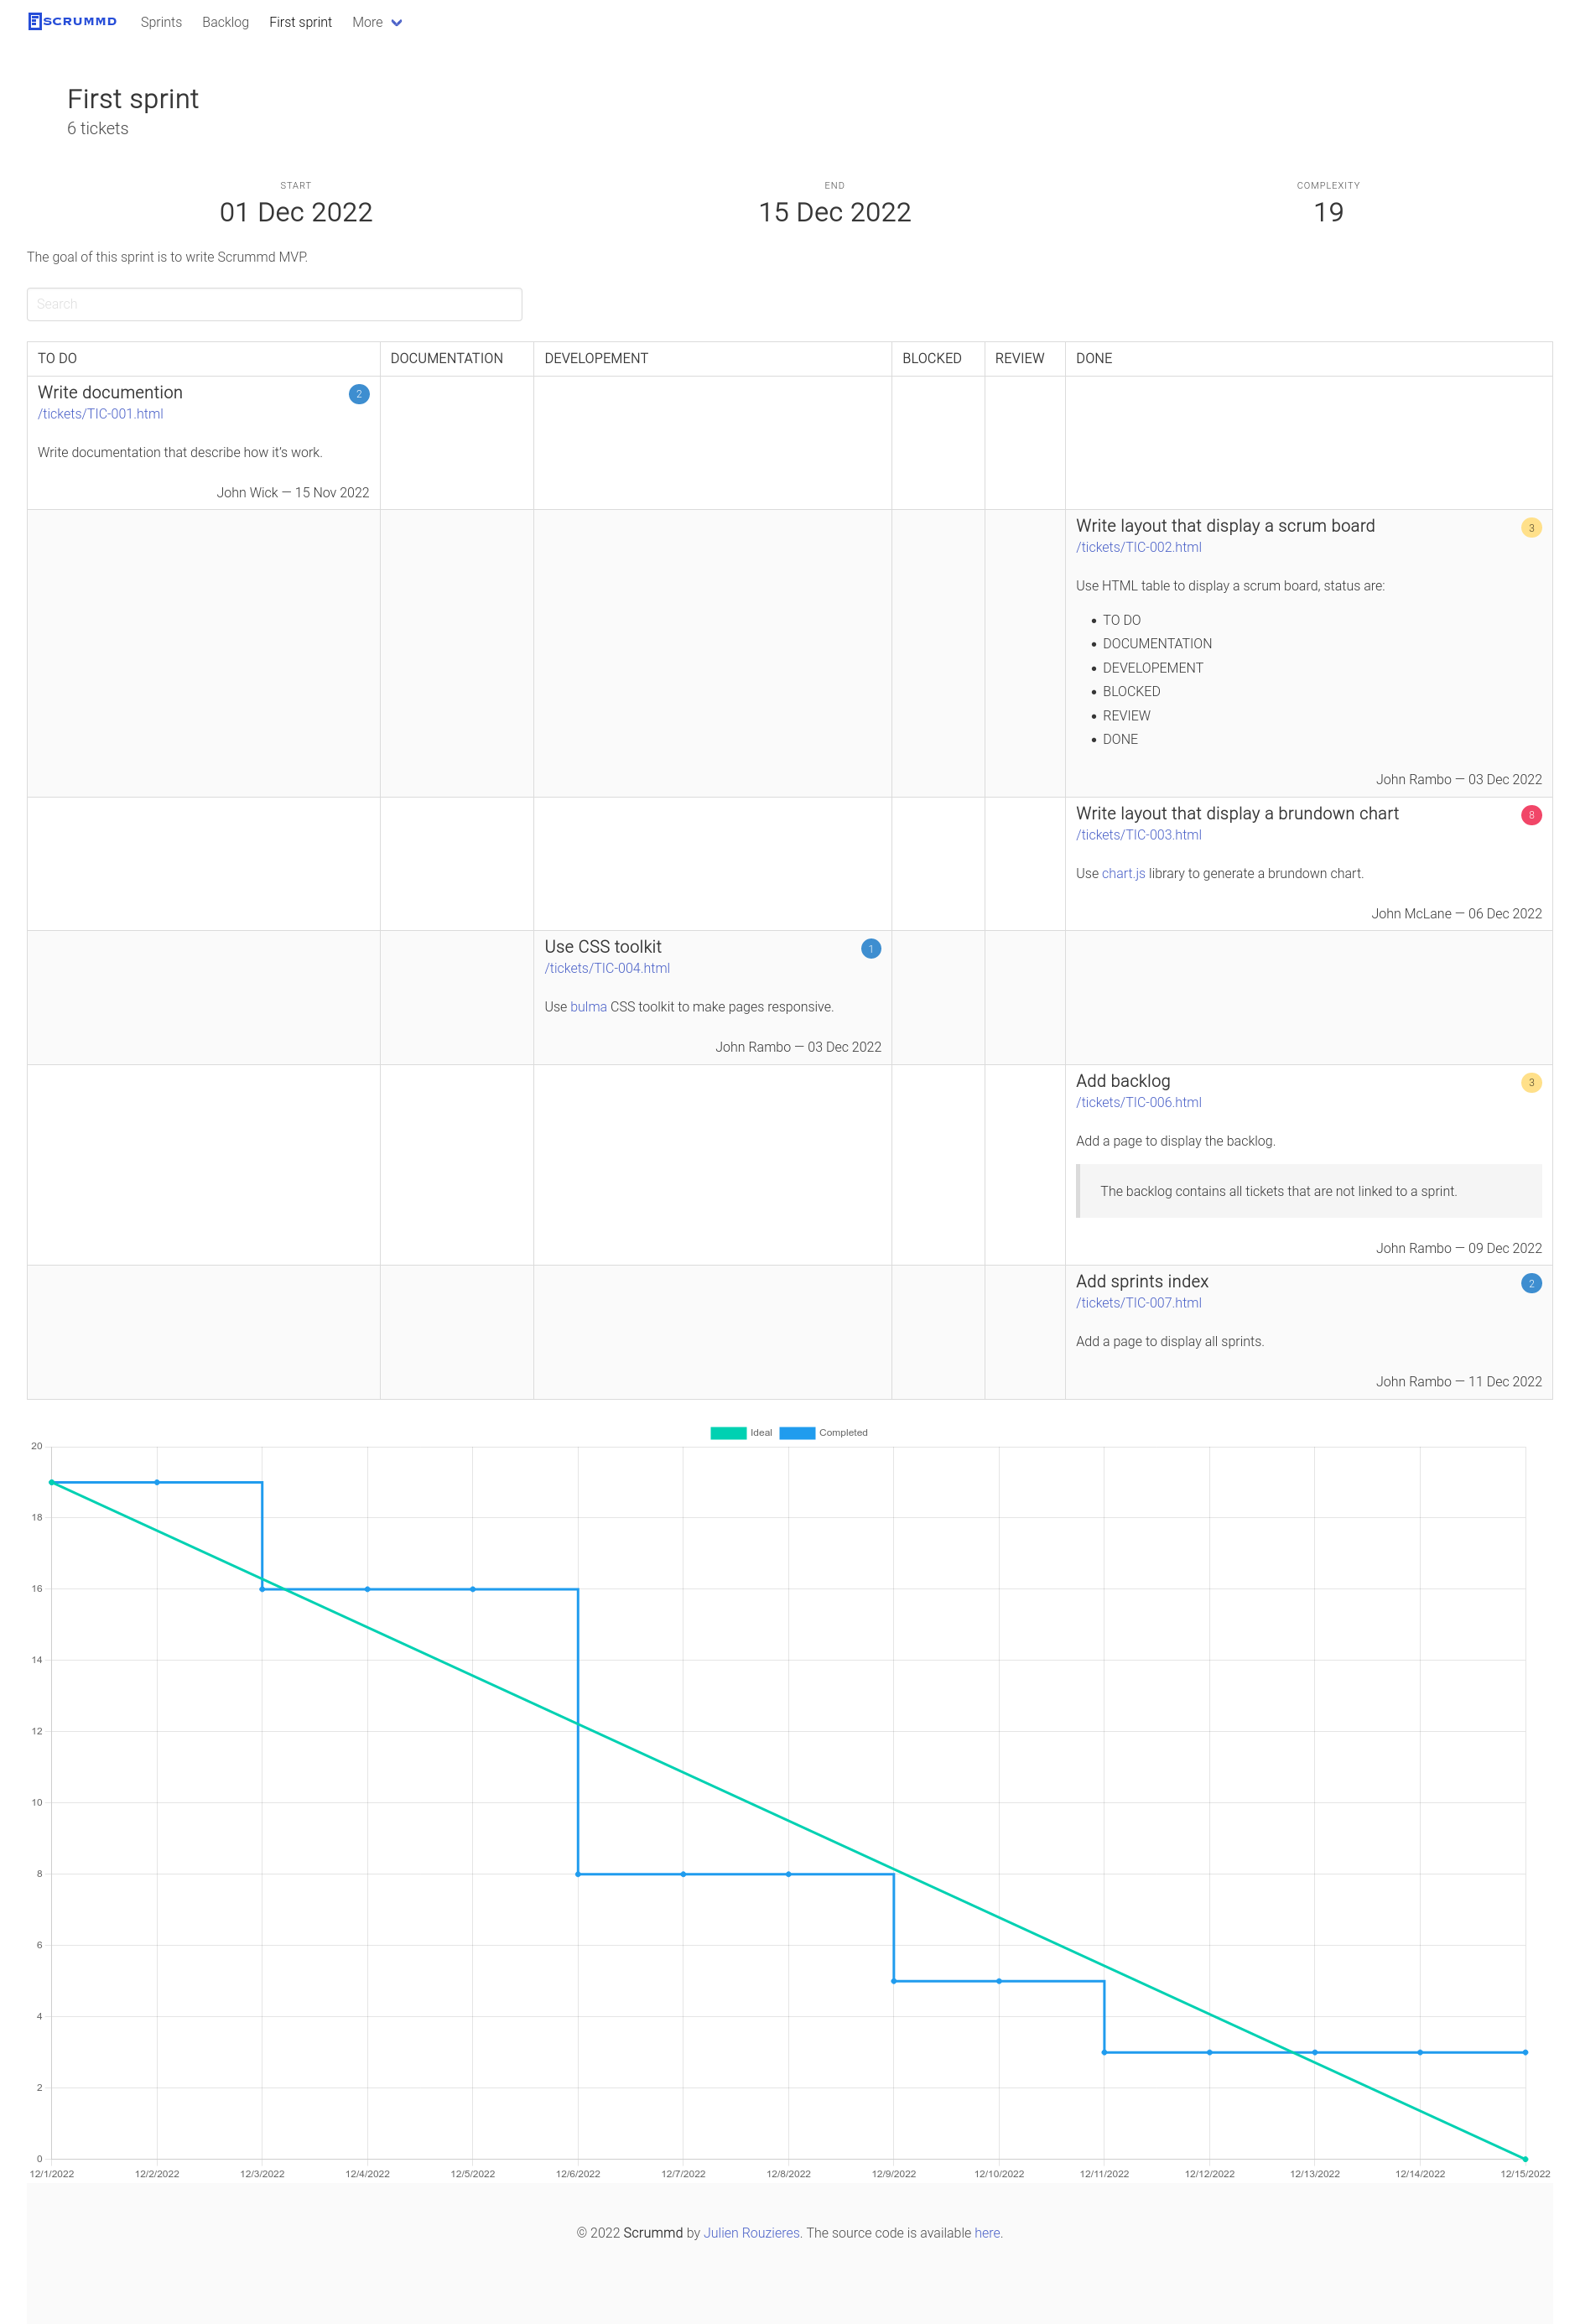 SCRUMMD Sprints Backlog First sprint More
First sprint
6 tickets
START END COMPLEXITY
01 Dec 2022 15 Dec 2022 19
The goal of this sprint is to write Scrummd MVP.
Search
TO DO DOCUMENTATION DEVELOPEMENT BLOCKED REVIEW DONE
Write documention 2
/tickets/TIC-001.html
Write documentation that describe how it's work.
John Wick — 15 Nov 2022
Write layout that display a scrum board 3
/tickets/TIC-002.html
Use HTML table to display a scrum board, status are:
• TO DO
• DOCUMENTATION
• DEVELOPEMENT
• BLOCKED
• REVIEW
• DONE
John Rambo — 03 Dec 2022
Write layout that display a brundown chart 8
/tickets/TIC-003.html
Use chart.js library to generate a brundown chart.
John McLane — 06 Dec 2022
Use CSS toolkit 1
/tickets/TIC-004.html
Use bulma CSS toolkit to make pages responsive.
John Rambo — 03 Dec 2022
Add backlog 3
/tickets/TIC-006.html
Add a page to display the backlog.
The backlog contains all tickets that are not linked to a sprint.
John Rambo — 09 Dec 2022
Add sprints index 2
/tickets/TIC-007.html
Add a page to display all sprints.
John Rambo — 11 Dec 2022
Ideal Completed
20
18
16
14
12
10
8
6
4
2
0
12/1/2022 12/2/2022 12/3/2022 12/4/2022 12/5/2022 12/6/2022 12/7/2022 12/8/2022 12/9/2022 12/10/2022 12/11/2022 12/12/2022 12/13/2022 12/14/2022 12/15/2022
© 2022 Scrummd by Julien Rouzieres. The source code is available here.